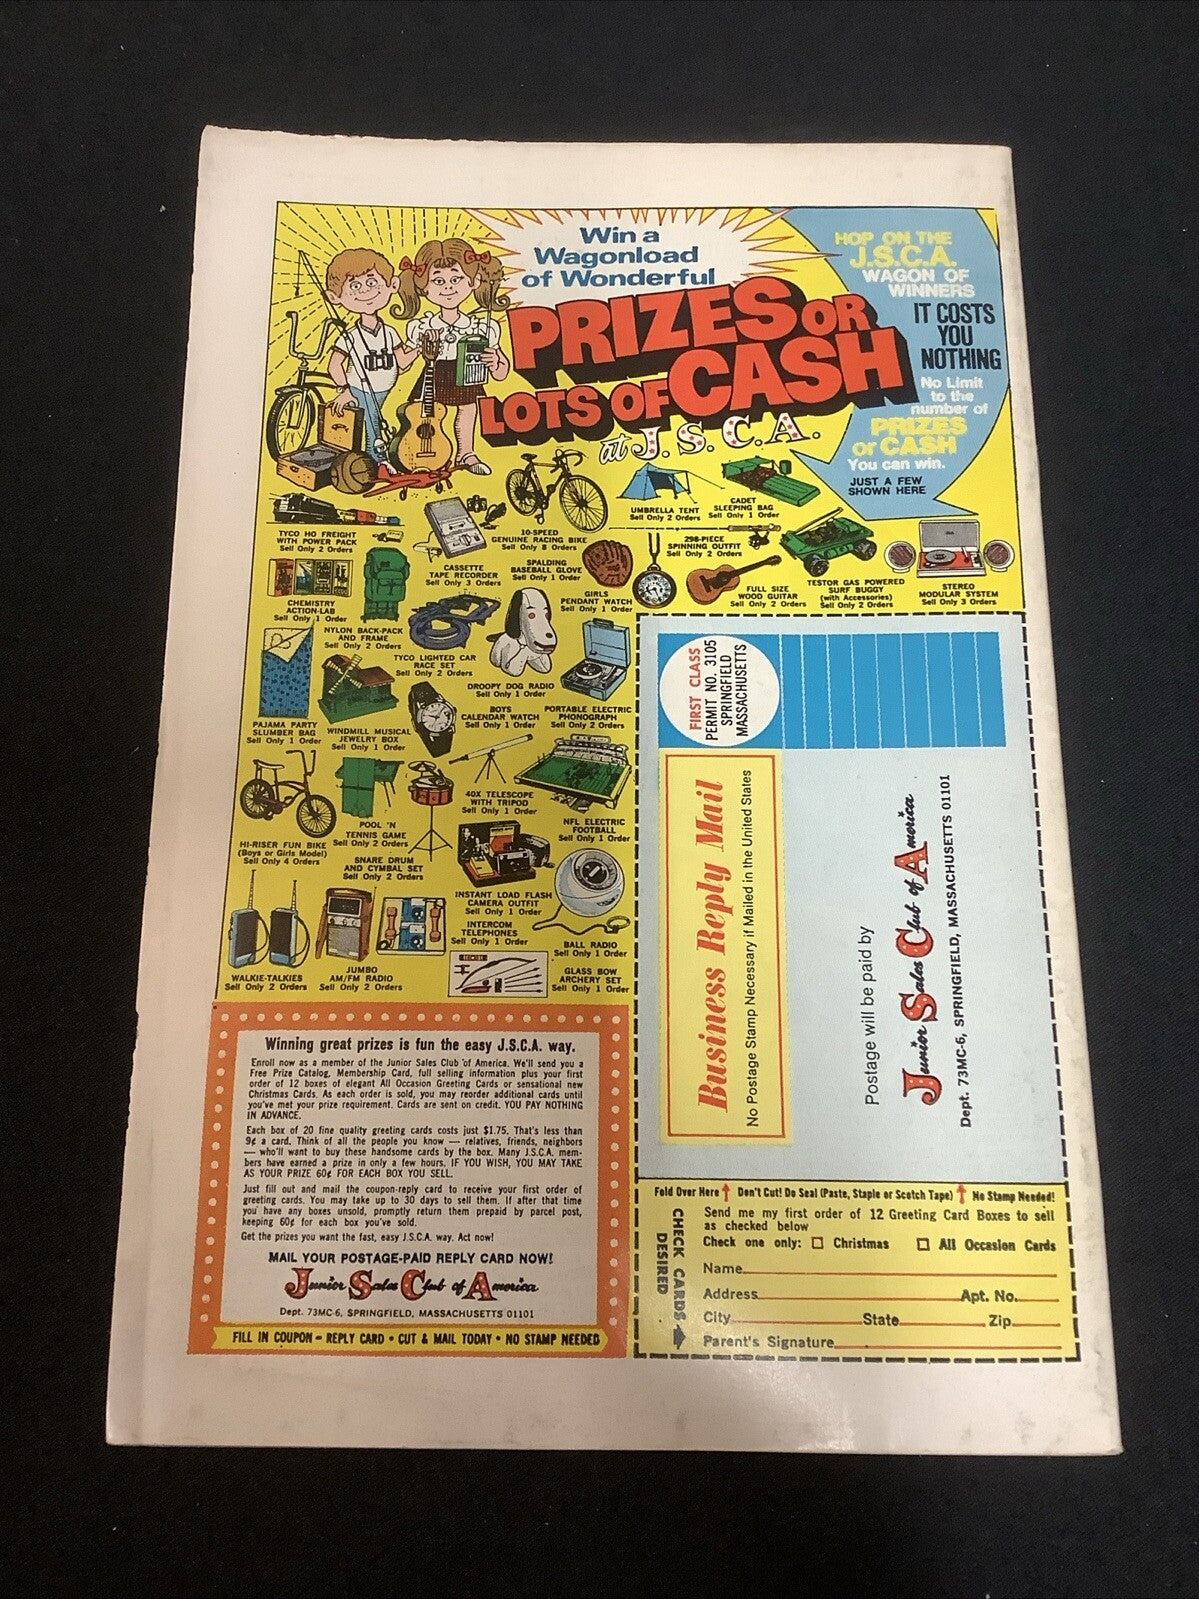 Win a
Wagonload
of Wonderful
PRIZES OR
LOTS OF CASH
at J.S.C.A.
HOP ON THE
J.S.C.A.
WAGON OF
WINNERS
IT COSTS
YOU
NOTHING
No Limit
to the
number of
PRIZES
or CASH
You can win.
JUST A FEW
SHOWN HERE
TYCO HO FREIGHT
WITH POWER PACK
Sell Only 2 Orders
CASSETTE
TAPE RECORDER
Sell Only 3 Orders
10-SPEED
GENUINE RACING BIKE
Sell Only 8 Orders
UMBRELLA TENT
Sell Only 2 Orders
CADET
SLEEPING BAG
Sell Only 1 Order
SPALDING
BASEBALL GLOVE
Sell Only 1 Order
298-PIECE
SPINNING OUTFIT
Sell Only 2 Orders
GIRLS
PENDANT WATCH
Sell Only 1 Order
FULL SIZE
WOOD GUITAR
Sell Only 2 Orders
TESTOR GAS POWERED
SURF BUGGY
(with Accessories)
Sell Only 2 Orders
STEREO
MODULAR SYSTEM
Sell Only 3 Orders
CHEMISTRY
ACTION-LAB
Sell Only 1 Order
NYLON BACK-PACK
AND FRAME
Sell Only 2 Orders
TYCO LIGHTED CAR
RACE SET
Sell Only 2 Orders
DROOPY DOG RADIO
Sell Only 1 Order
PORTABLE ELECTRIC
PHONOGRAPH
Sell Only 2 Orders
PAJAMA PARTY
SLUMBER BAG
Sell Only 1 Order
WINDMILL MUSICAL
JEWELRY BOX
Sell Only 1 Order
BOYS
CALENDAR WATCH
Sell Only 1 Order
40X TELESCOPE
WITH TRIPOD
Sell Only 1 Order
NFL ELECTRIC
FOOTBALL
Sell Only 1 Order
HI-RISER FUN BIKE
(Boys or Girls Model)
Sell Only 4 Orders
POOL 'N
TENNIS GAME
Sell Only 2 Orders
SNARE DRUM
AND CYMBAL SET
Sell Only 2 Orders
INSTANT LOAD FLASH
CAMERA OUTFIT
Sell Only 1 Order
INTERCOM
TELEPHONES
Sell Only 1 Order
BALL RADIO
Sell Only 1 Order
WALKIE-TALKIES
Sell Only 2 Orders
JUMBO
AM/FM RADIO
Sell Only 2 Orders
GLASS BOW
ARCHERY SET
Sell Only 1 Order
Winning great prizes is fun the easy J.S.C.A. way.
Enroll now as a member of the Junior Sales Club of America. We'll send you a
Free Prize Catalog, Membership Card, full selling information plus your first
order of 12 boxes of elegant All Occasion Greeting Cards or sensational new
Christmas Cards. As each order is sold, you may reorder additional cards until
you've met your prize requirement. Cards are sent on credit. YOU PAY NOTHING
IN ADVANCE.
Each box of 20 fine quality greeting cards costs just $1.75. That's less than
9¢ a card. Think of all the people you know — relatives, friends, neighbors
— who'll want to buy these handsome cards by the box. Many J.S.C.A. mem-
bers have earned a prize in only a few hours. IF YOU WISH, YOU MAY TAKE
AS YOUR PRIZE 60¢ FOR EACH BOX YOU SELL.
Just fill out and mail the coupon-reply card to receive your first order of
greeting cards. You may take up to 30 days to sell them. If after that time
you have any boxes unsold, promptly return them prepaid by parcel post,
keeping 60¢ for each box you've sold.
Get the prizes you want the fast, easy J.S.C.A. way. Act now!
MAIL YOUR POSTAGE-PAID REPLY CARD NOW!
Junior Sales Club of America
Dept. 73MC-6, SPRINGFIELD, MASSACHUSETTS 01101
FILL IN COUPON - REPLY CARD • CUT & MAIL TODAY • NO STAMP NEEDED
FIRST CLASS
PERMIT NO. 3105
SPRINGFIELD
MASSACHUSETTS
Business Reply Mail
No Postage Stamp Necessary if Mailed in the United States
Postage will be paid by
Junior Sales Club of America
Dept. 73MC-6, SPRINGFIELD, MASSACHUSETTS 01101
Fold Over Here ↑ Don't Cut! Do Seal (Paste, Staple or Scotch Tape) ↑ No Stamp Needed!
CHECK CARDS
DESIRED
Send me my first order of 12 Greeting Card Boxes to sell
as checked below
Check one only: □ Christmas □ All Occasion Cards
Name
Address Apt. No.
City State Zip
Parent's Signature